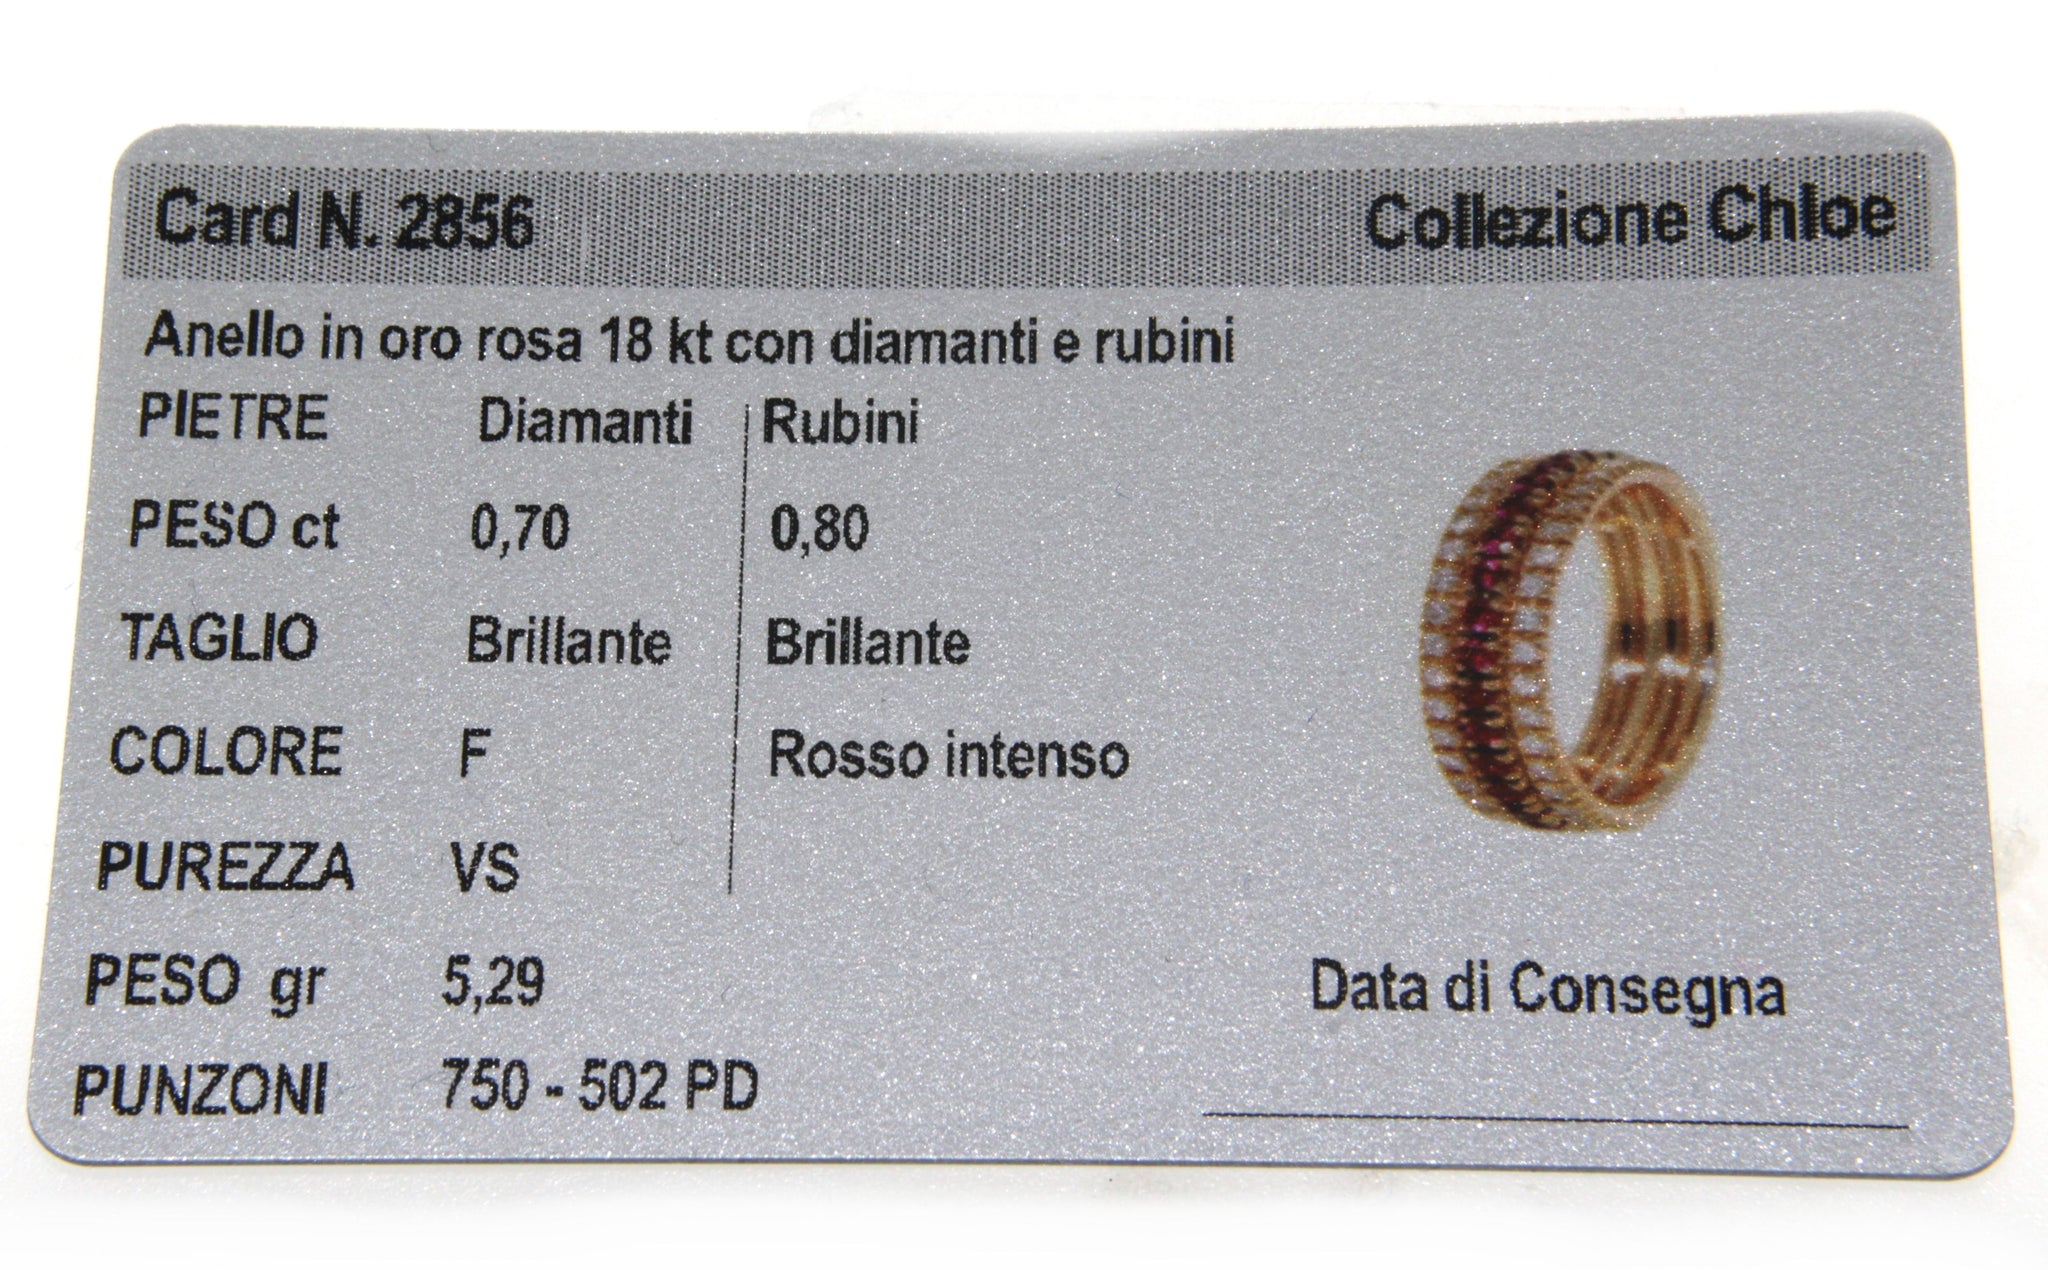 Card N. 2856 Collezione Chloe
Anello in oro rosa 18 kt con diamanti e rubini
PIETRE Diamanti Rubini
PESO ct 0,70 0,80
TAGLIO Brillante Brillante
COLORE F Rosso intenso
PUREZZA VS
PESO gr 5,29 Data di Consegna
PUNZONI 750 - 502 PD